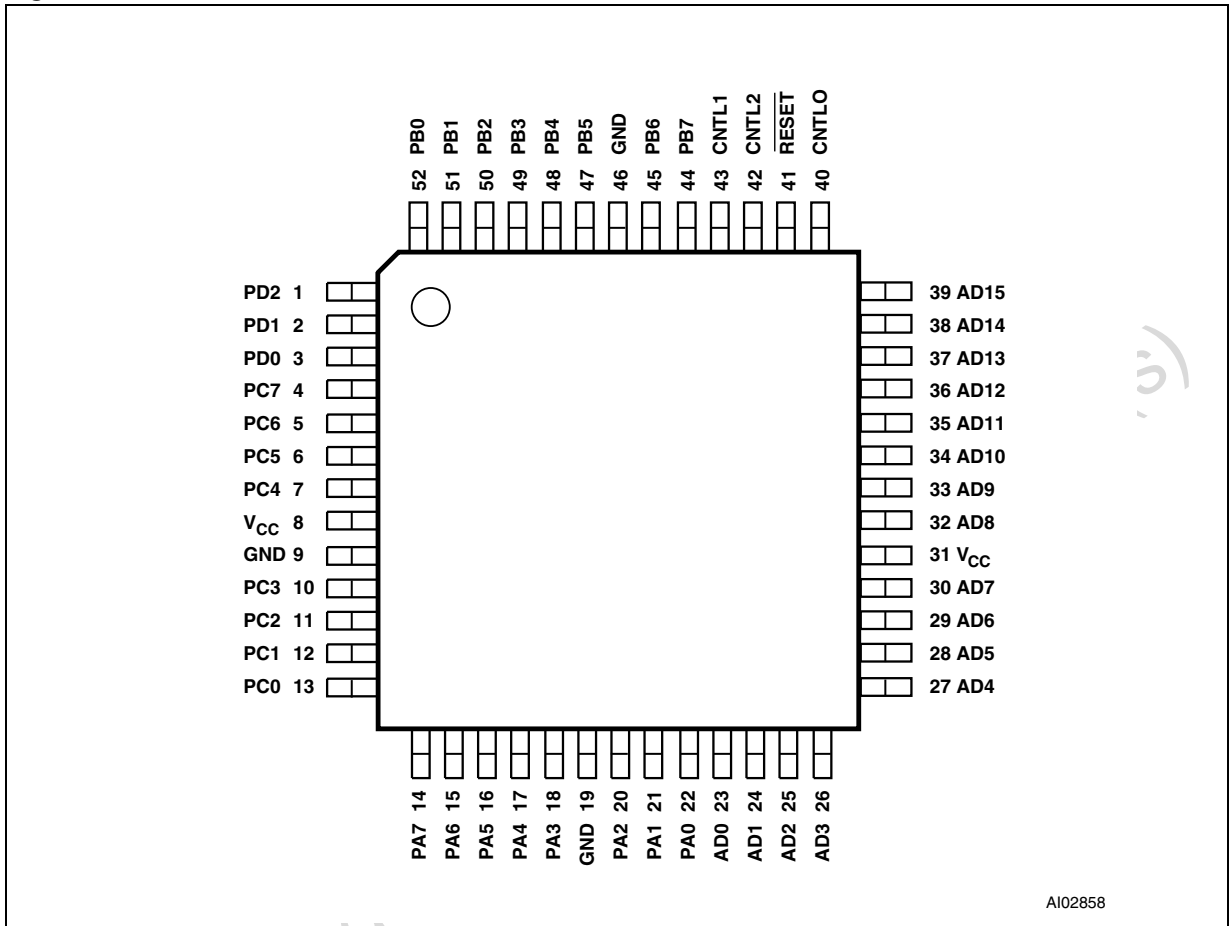 52 PB0
51 PB1
50 PB2
49 PB3
48 PB4
47 PB5
46 GND
45 PB6
44 PB7
43 CNTL1
42 CNTL2
41 RESET
40 CNTLO
PD2 1
PD1 2
PD0 3
PC7 4
PC6 5
PC5 6
PC4 7
VCC 8
GND 9
PC3 10
PC2 11
PC1 12
PC0 13
39 AD15
38 AD14
37 AD13
36 AD12
35 AD11
34 AD10
33 AD9
32 AD8
31 VCC
30 AD7
29 AD6
28 AD5
27 AD4
PA7 14
PA6 15
PA5 16
PA4 17
PA3 18
GND 19
PA2 20
PA1 21
PA0 22
AD0 23
AD1 24
AD2 25
AD3 26
AI02858